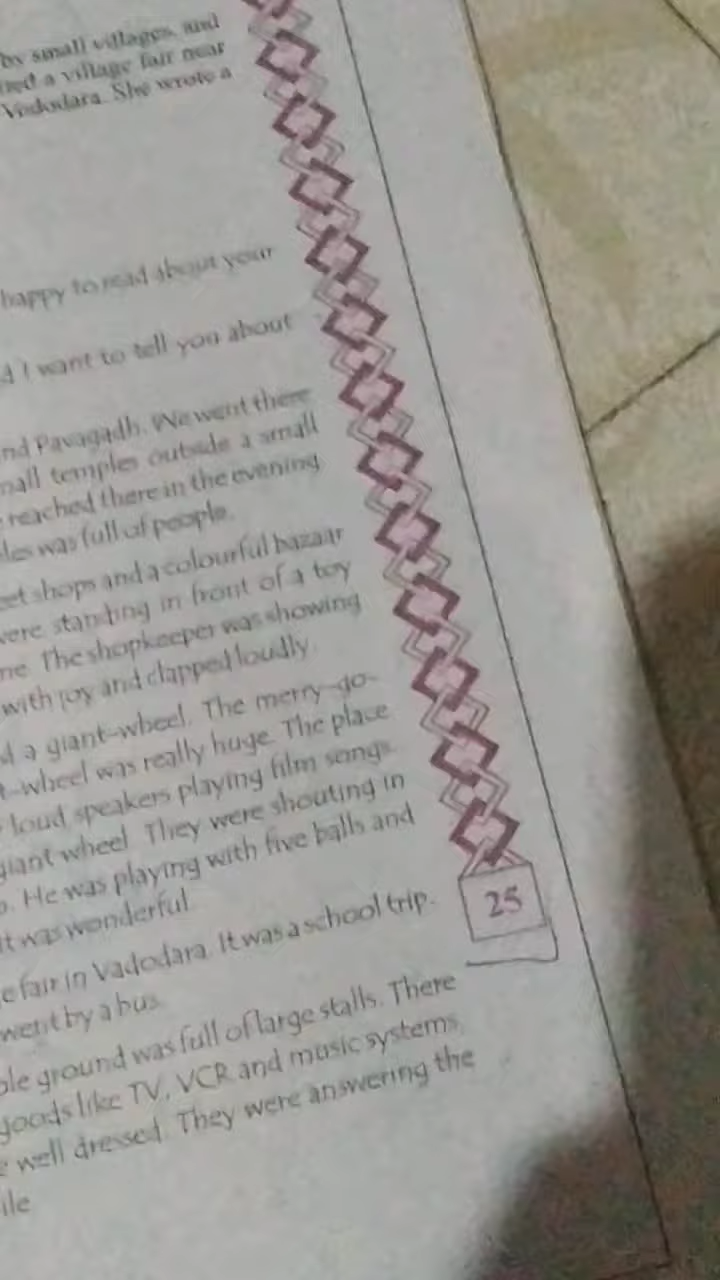 by small villages, and
a village fair near
Vadodara. She wrote a
happy to read about your
I want to tell you about
nd Pavagadh. We went there
mall temples outside a small
reached there in the evening
les was full of people.
eet shops and a colourful bazaar
were standing in front of a toy
me. The shopkeeper was showing
with joy and clapped loudly.
a giant-wheel. The merry-go-
t-wheel was really huge. The place
loud speakers playing film songs.
giant wheel. They were shouting in
o. He was playing with five balls and
It was wonderful.
25
e fair in Vadodara. It was a school trip.
went by a bus.
ole ground was full of large stalls. There
goods like TV, VCR and music systems.
e well dressed. They were answering the
ile